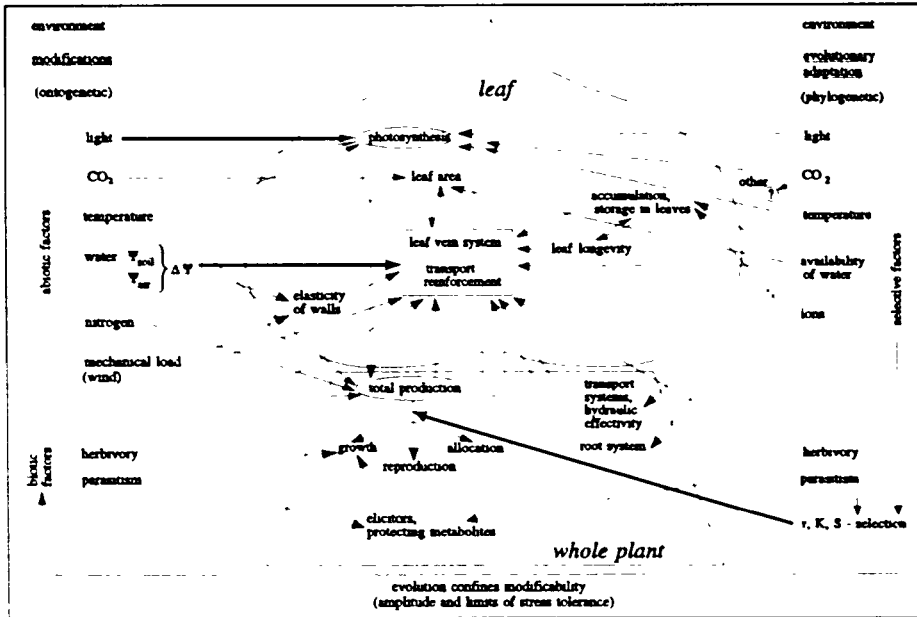 environment
modifications
(ontogenetic)
light
CO₂
temperature
water Ψsoil
Ψair
Δ Ψ
nitrogen
mechanical load
(wind)
herbivory
parasitism
abiotic factors
biotic
factors
leaf
photosynthesis
leaf area
leaf vein system
transport
reinforcement
elasticity
of walls
accumulation,
storage in leaves
leaf longevity
other
total production
growth
allocation
reproduction
elicitors,
protecting metabolites
transport
systems,
hydraulic
effectivity
root system
whole plant
environment
evolutionary
adaptation
(phylogenetic)
light
CO₂
temperature
availability
of water
ions
herbivory
parasitism
r, K, S - selection
selective factors
evolution confines modificability
(amplitude and limits of stress tolerance)